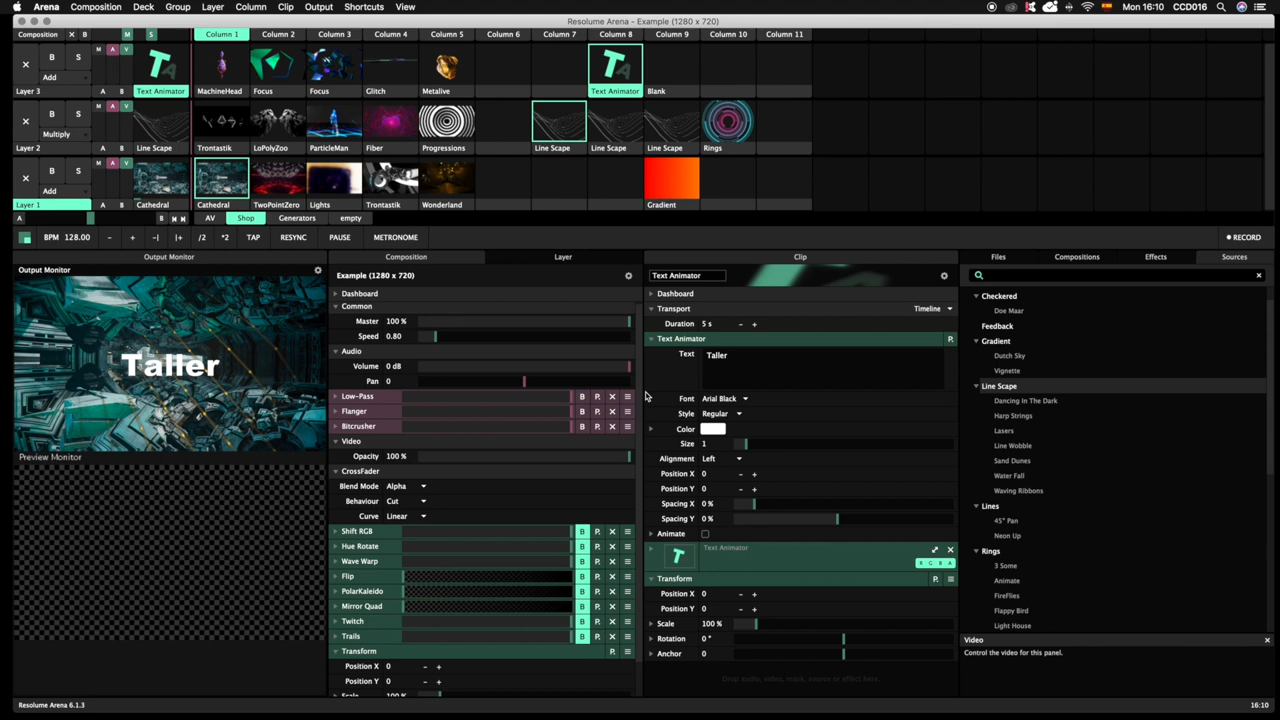 Arena Composition Deck Group Layer Column Clip Output Shortcuts View Mon 16:10 CCD016
Resolume Arena - Example (1280 x 720)
Composition X B M S Column 1 Column 2 Column 3 Column 4 Column 5 Column 6 Column 7 Column 8 Column 9 Column 10 Column 11
M A V
B S
Add
TA
Layer 3 A B Text Animator MachineHead Focus Focus Glitch Metalive Text Animator Blank
M A V
B S
Multiply
Layer 2 A B Line Scape Trontastik LoPolyZoo ParticleMan Fiber Progressions Line Scape Line Scape Line Scape Rings
M A V
B S
Add
Layer 1 A B Cathedral Cathedral TwoPointZero Lights Trontastik Wonderland Gradient
A B AV Shop Generators empty
BPM 128.00 - + -| |+ /2 *2 TAP RESYNC PAUSE METRONOME RECORD
Output Monitor
Output Monitor
Taller
Preview Monitor
Composition Layer
Example (1280 x 720)
Dashboard
Common
Master 100 %
Speed 0.80
Audio
Volume 0 dB
Pan 0
Low-Pass B P. X
Flanger B P. X
Bitcrusher B P. X
Video
Opacity 100 %
CrossFader
Blend Mode Alpha
Behaviour Cut
Curve Linear
Shift RGB B P. X
Hue Rotate B P. X
Wave Warp B P. X
Flip B P. X
PolarKaleido B P. X
Mirror Quad B P. X
Twitch B P. X
Trails B P. X
Transform P.
Position X 0 - +
Position Y 0 - +
Scale 100 %
Clip
Text Animator
Dashboard
Transport Timeline
Duration 5 s - +
Text Animator P.
Text Taller
Font Arial Black
Style Regular
Color
Size 1
Alignment Left
Position X 0 - +
Position Y 0 - +
Spacing X 0 %
Spacing Y 0 %
Animate
T Text Animator
R G B A
Transform P.
Position X 0 - +
Position Y 0 - +
Scale 100 %
Rotation 0 °
Anchor 0
Drop audio, video, mask, source or effect here.
Files Compositions Effects Sources
Checkered
Doe Maar
Feedback
Gradient
Dutch Sky
Vignette
Line Scape
Dancing In The Dark
Harp Strings
Lasers
Line Wobble
Sand Dunes
Water Fall
Waving Ribbons
Lines
45° Pan
Neon Up
Rings
3 Some
Animate
FireFlies
Flappy Bird
Light House
Video
Control the video for this panel.
Resolume Arena 6.1.3 16:10